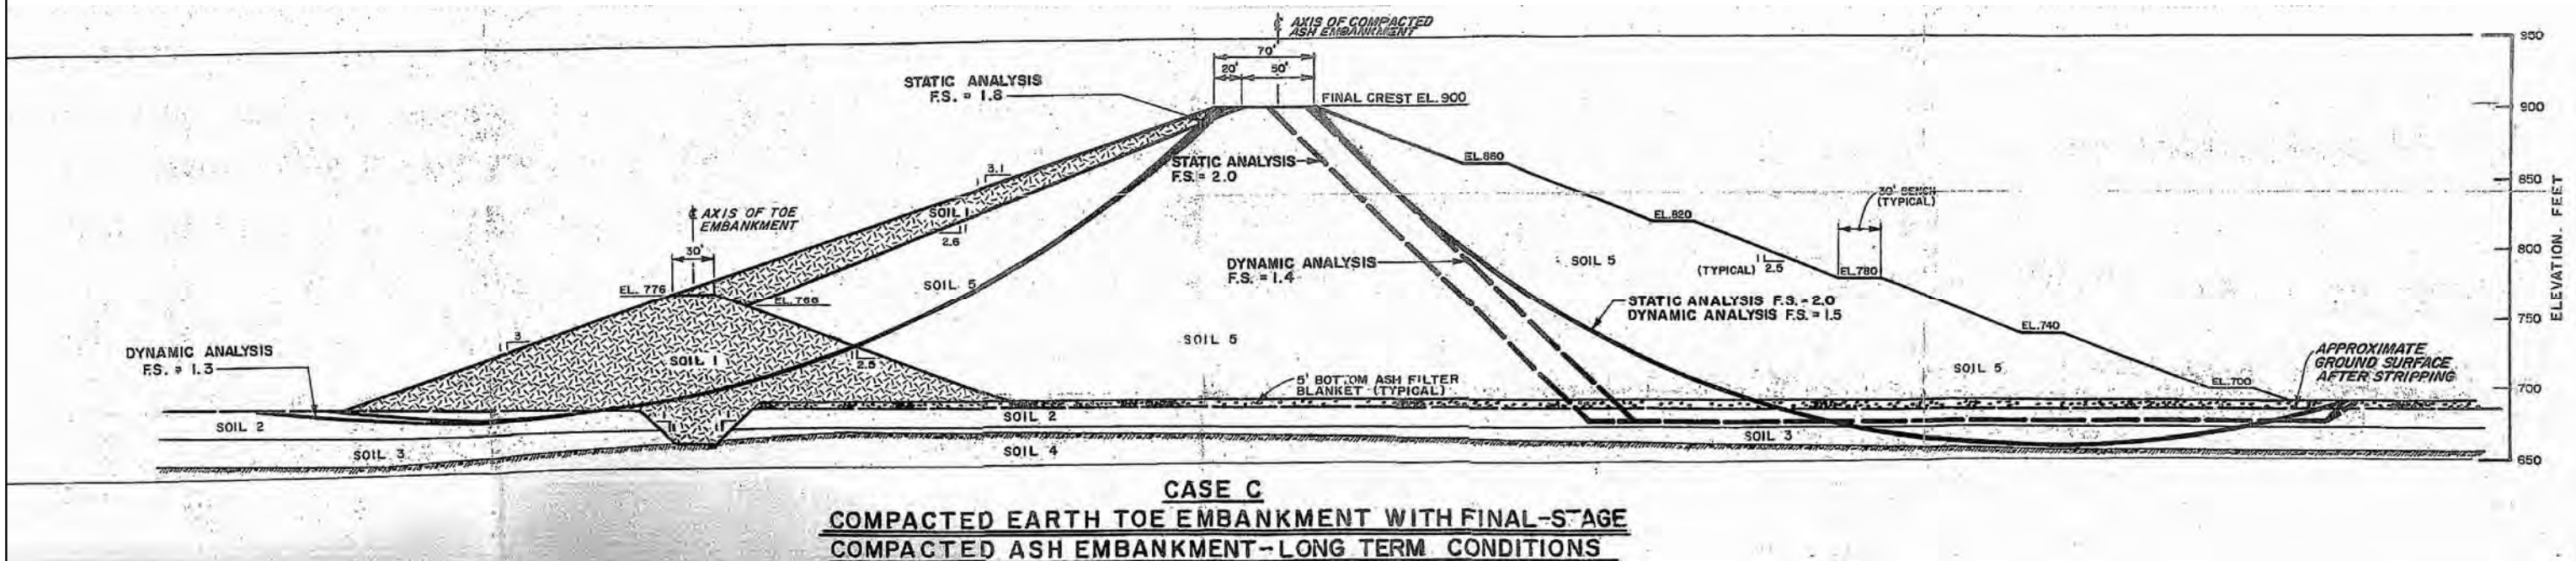 ℄ AXIS OF COMPACTED
ASH EMBANKMENT
70'
20' 50'
STATIC ANALYSIS
F.S. = 1.8
FINAL CREST EL. 900
950
900
850
800
750
700
650
ELEVATION. FEET
STATIC ANALYSIS
F.S. = 2.0
EL. 860
3.1
1
SOIL 1
1
2.6
℄ AXIS OF TOE
EMBANKMENT
30'
30' BENCH
(TYPICAL)
EL. 820
DYNAMIC ANALYSIS
F.S. = 1.4
SOIL 5
(TYPICAL) 1
2.5
EL. 780
EL. 776
EL. 766
SOIL 5
STATIC ANALYSIS F.S. = 2.0
DYNAMIC ANALYSIS F.S. = 1.5
EL. 740
SOIL 5
3
1
DYNAMIC ANALYSIS
F.S. = 1.3
SOIL 1
1
2.5
SOIL 5
APPROXIMATE
GROUND SURFACE
AFTER STRIPPING
5' BOTTOM ASH FILTER
BLANKET (TYPICAL)
EL. 700
SOIL 2
SOIL 2
SOIL 3
SOIL 3
SOIL 4
CASE C
COMPACTED EARTH TOE EMBANKMENT WITH FINAL-STAGE
COMPACTED ASH EMBANKMENT-LONG TERM CONDITIONS